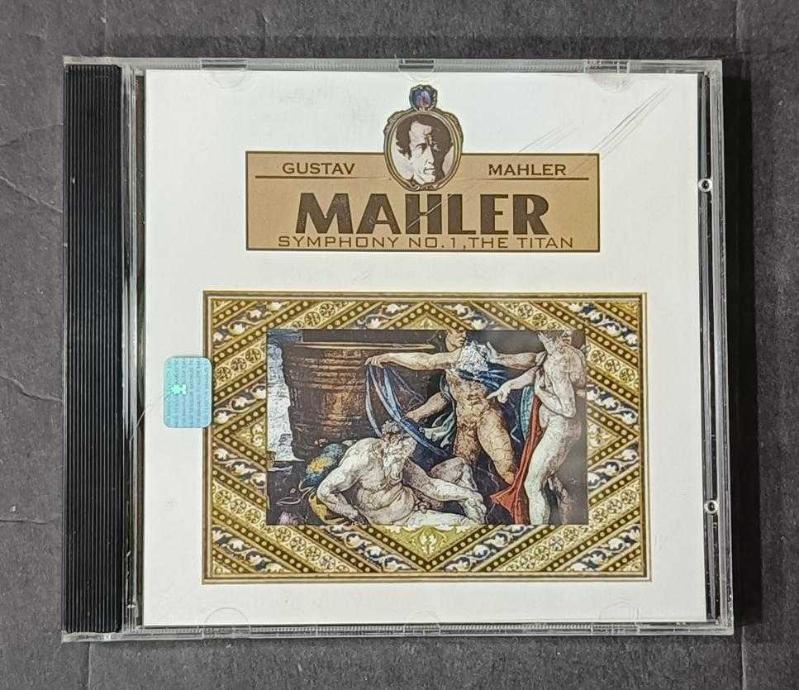 GUSTAV MAHLER
MAHLER
SYMPHONY NO.1, THE TITAN